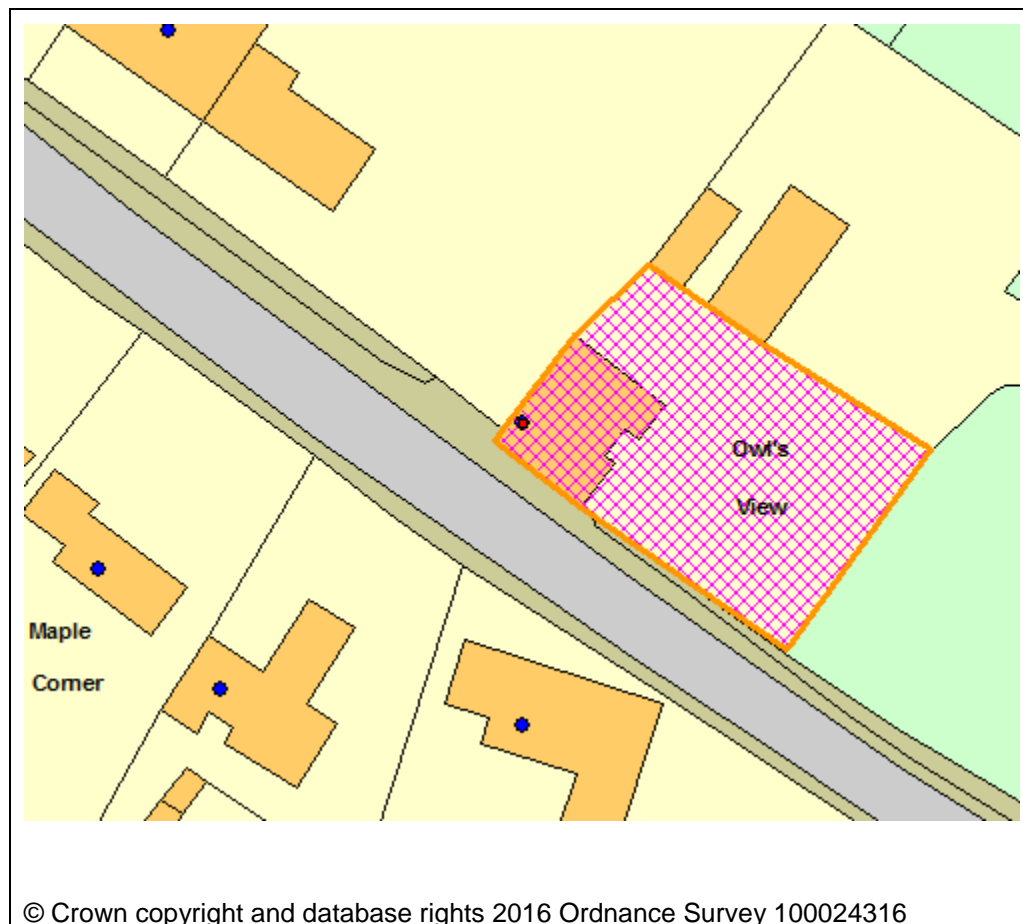 Owl's
View
Maple
Corner
© Crown copyright and database rights 2016 Ordnance Survey 100024316